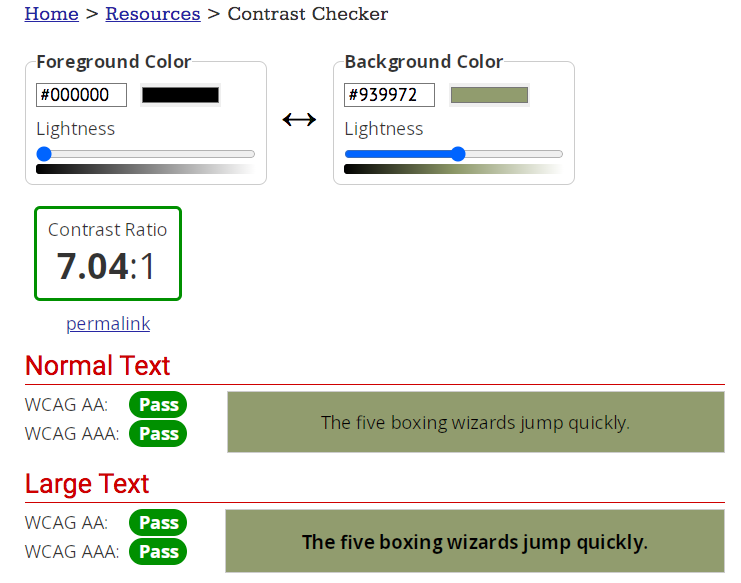 Home > Resources > Contrast Checker
Foreground Color
#000000
Lightness
Background Color
#939972
Lightness
Contrast Ratio
7.04:1
permalink
Normal Text
WCAG AA: Pass
WCAG AAA: Pass
The five boxing wizards jump quickly.
Large Text
WCAG AA: Pass
WCAG AAA: Pass
The five boxing wizards jump quickly.